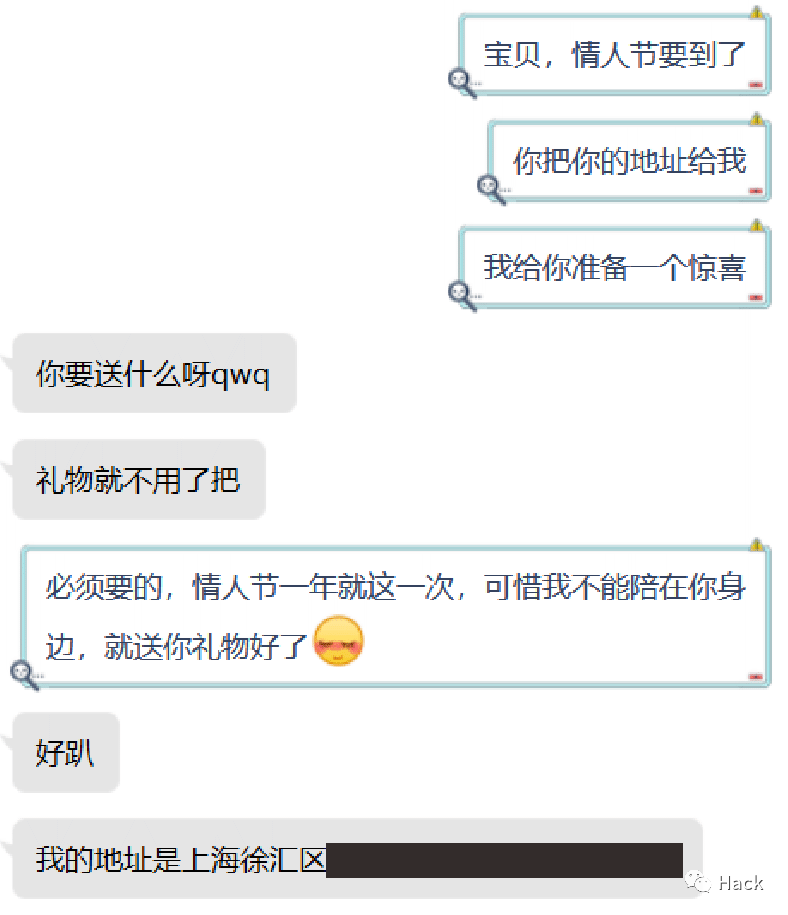 宝贝，情人节要到了
你把你的地址给我
我给你准备一个惊喜
你要送什么呀qwq
礼物就不用了把
必须要的，情人节一年就这一次，可惜我不能陪在你身
边，就送你礼物好了
好趴
我的地址是上海徐汇区
Hack